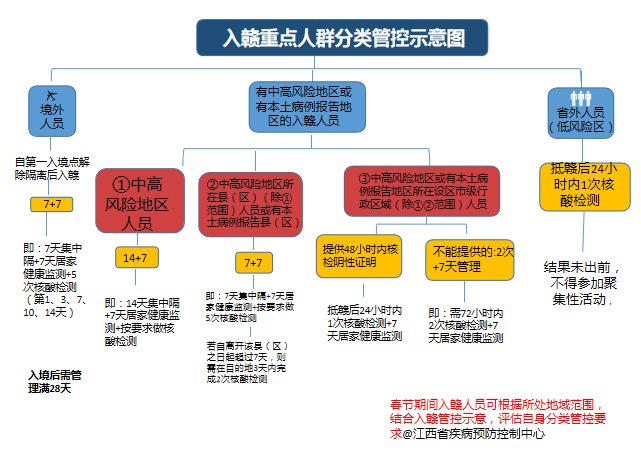 入赣重点人群分类管控示意图
境外
人员
自第一入境点解
除隔离后入赣
7+7
即：7天集中
隔+7天居家
健康监测+5
次核酸检测
（第1、3、7、
10、14天）
入境后需管
理满28天
有中高风险地区或
有本土病例报告地
区的入赣人员
①中高
风险地区
人员
14+7
即：14天集中隔
+7天居家健康监
测+按要求做核
酸检测
②中高风险地区所
在县（区）（除①
范围）人员或有本
土病例报告县（区）
7+7
即：7天集中隔+7天居
家健康监测+按要求做
5次核酸检测
若自离开该县（区）
之日起超过7天，则
需在目的地3天内完
成2次核酸检测
③中高风险地区或有本土病
例报告地区所在设区市级行
政区域（除①②范围）人员
提供48小时内核
检阴性证明
抵赣后24小时内
1次核酸检测+7
天居家健康监测
不能提供的:2次
+7天管理
即：需72小时内
2次核酸检测+7
天居家健康监测
省外人员
（低风险区）
抵赣后24小
时内1次核
酸检测
结果未出前，
不得参加聚
集性活动.
春节期间入赣人员可根据所处地域范围，
结合入赣管控示意，评估自身分类管控要
求@江西省疾病预防控制中心